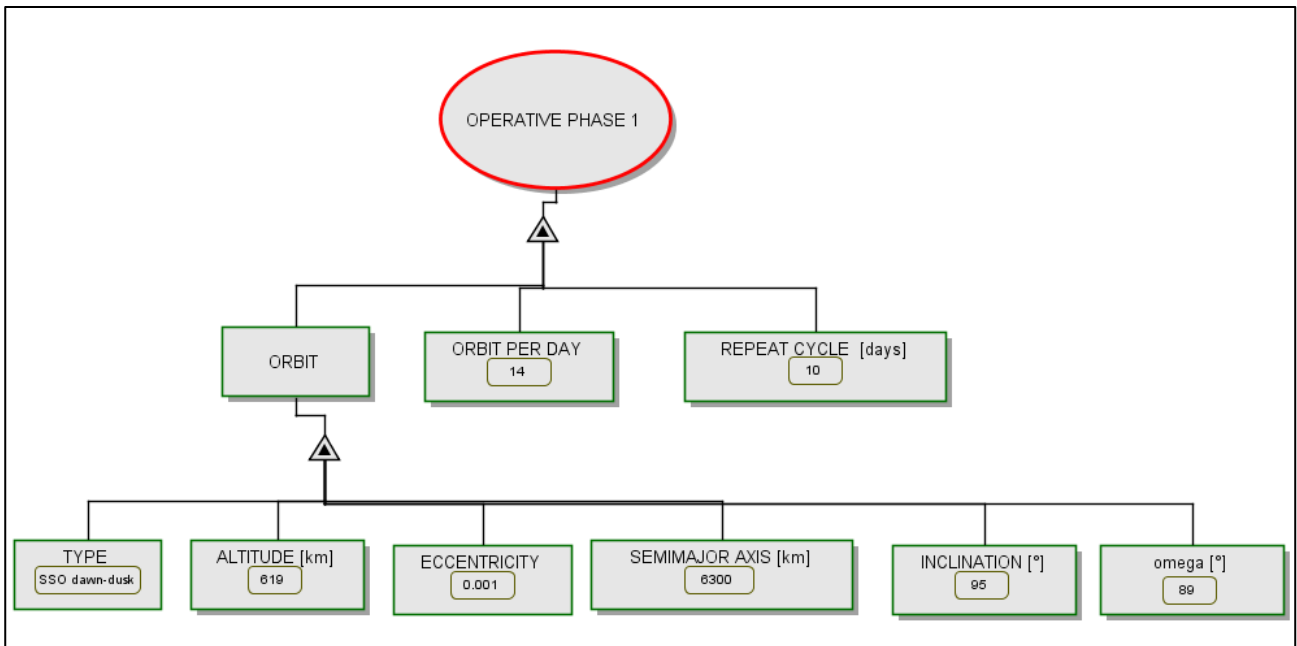 OPERATIVE PHASE 1
ORBIT
ORBIT PER DAY
14
REPEAT CYCLE [days]
10
TYPE
SSO dawn-dusk
ALTITUDE [km]
619
ECCENTRICITY
0.001
SEMIMAJOR AXIS [km]
6300
INCLINATION [°]
95
omega [°]
89